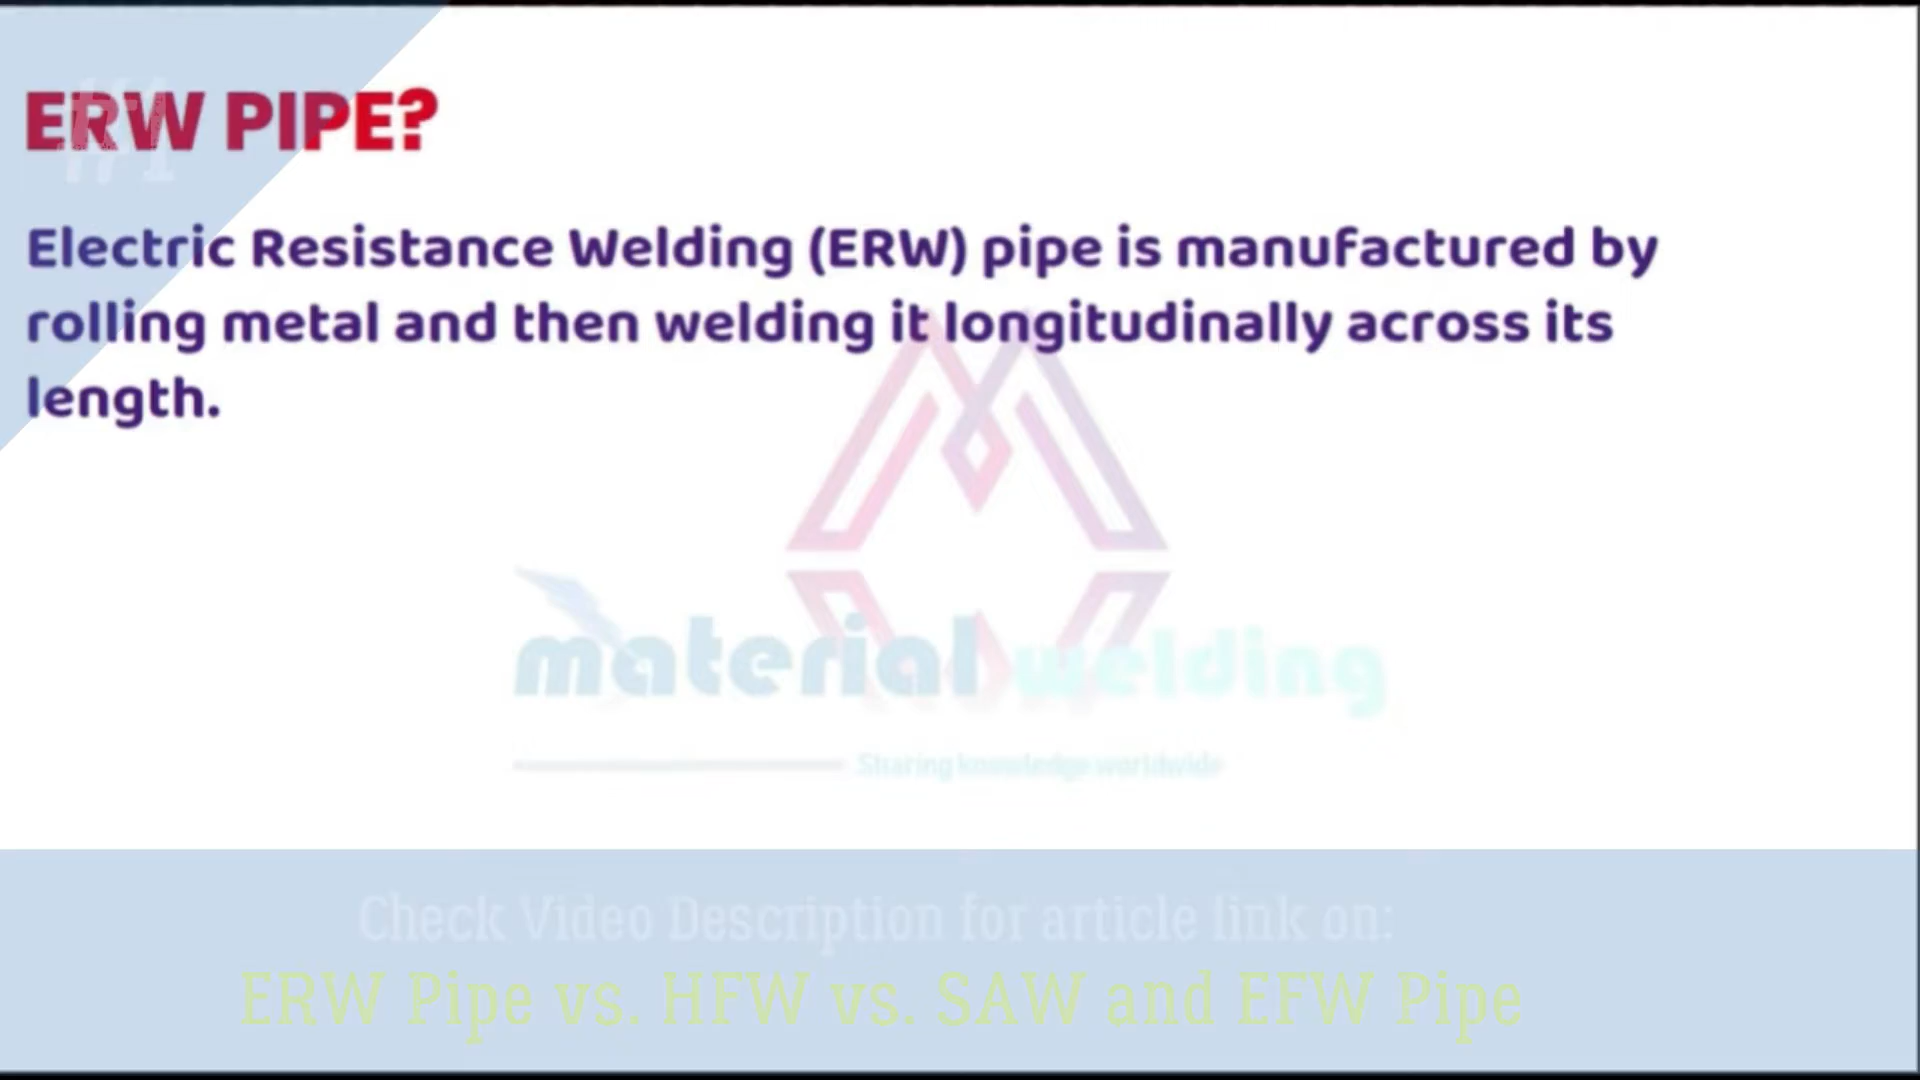 #1
ERW PIPE?
Electric Resistance Welding (ERW) pipe is manufactured by
rolling metal and then welding it longitudinally across its
length.
material welding
Sharing knowledge worldwide
Check Video Description for article link on:
ERW Pipe vs. HFW vs. SAW and EFW Pipe